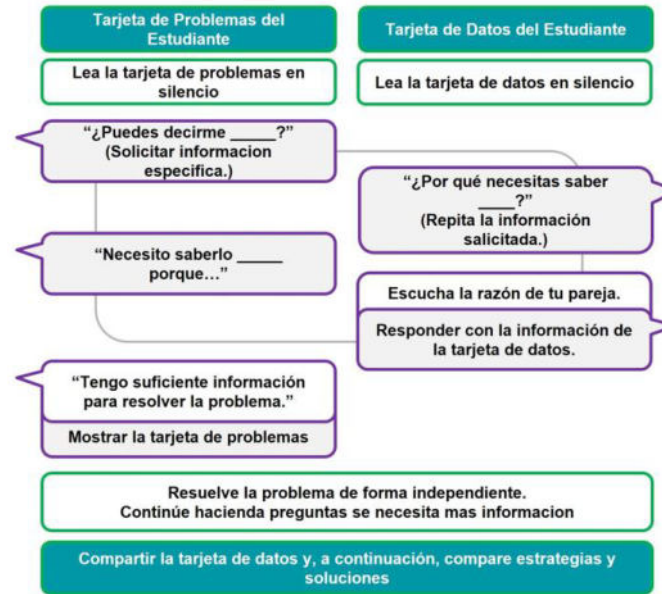 Tarjeta de Problemas del
Estudiante
Tarjeta de Datos del Estudiante
Lea la tarjeta de problemas en
silencio
Lea la tarjeta de datos en silencio
“¿Puedes decirme _____?”
(Solicitar informacion
especifica.)
“¿Por qué necesitas saber
____?”
(Repita la información
salicitada.)
“Necesito saberlo _____
porque…”
Escucha la razón de tu pareja.
Responder con la información de
la tarjeta de datos.
“Tengo suficiente información
para resolver la problema.”
Mostrar la tarjeta de problemas
Resuelve la problema de forma independiente.
Continúe hacienda preguntas se necesita mas informacion
Compartir la tarjeta de datos y, a continuación, compare estrategias y
soluciones